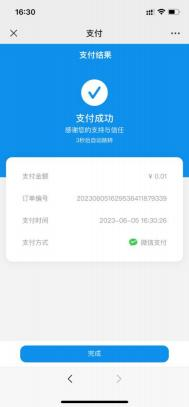 16:30
支付
支付结果
支付成功
感谢您的支持与信任
3秒后自动跳转
支付金额 ¥ 0.01
订单编号 202308051629536411879339
支付时间 2023-06-05 16:30:26
支付方式 微信支付
完成